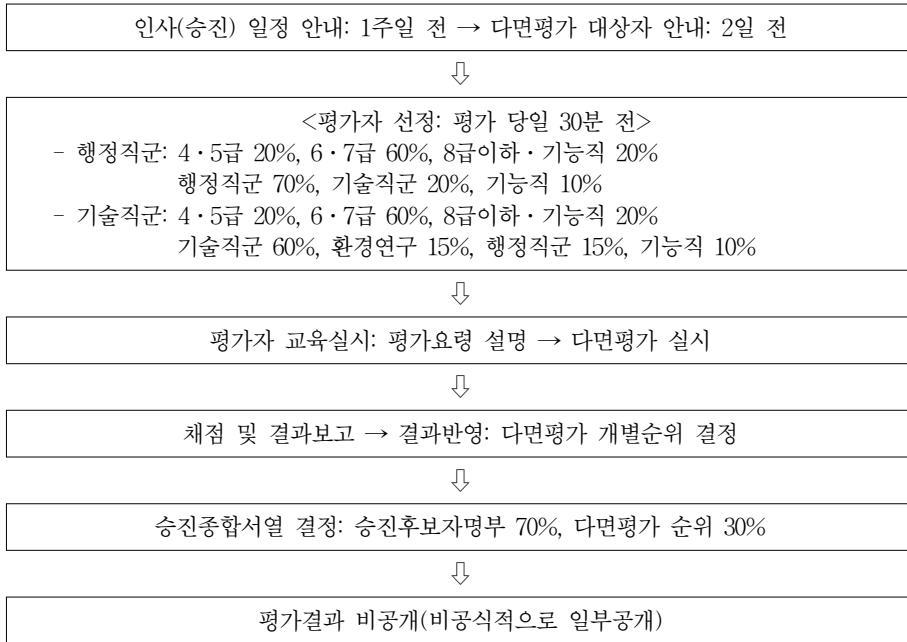 인사(승진) 일정 안내: 1주일 전 → 다면평가 대상자 안내: 2일 전
⇩
<평가자 선정: 평가 당일 30분 전>
- 행정직군: 4・5급 20%, 6・7급 60%, 8급이하・기능직 20%
행정직군 70%, 기술직군 20%, 기능직 10%
- 기술직군: 4・5급 20%, 6・7급 60%, 8급이하・기능직 20%
기술직군 60%, 환경연구 15%, 행정직군 15%, 기능직 10%
⇩
평가자 교육실시: 평가요령 설명 → 다면평가 실시
⇩
채점 및 결과보고 → 결과반영: 다면평가 개별순위 결정
⇩
승진종합서열 결정: 승진후보자명부 70%, 다면평가 순위 30%
⇩
평가결과 비공개(비공식적으로 일부공개)